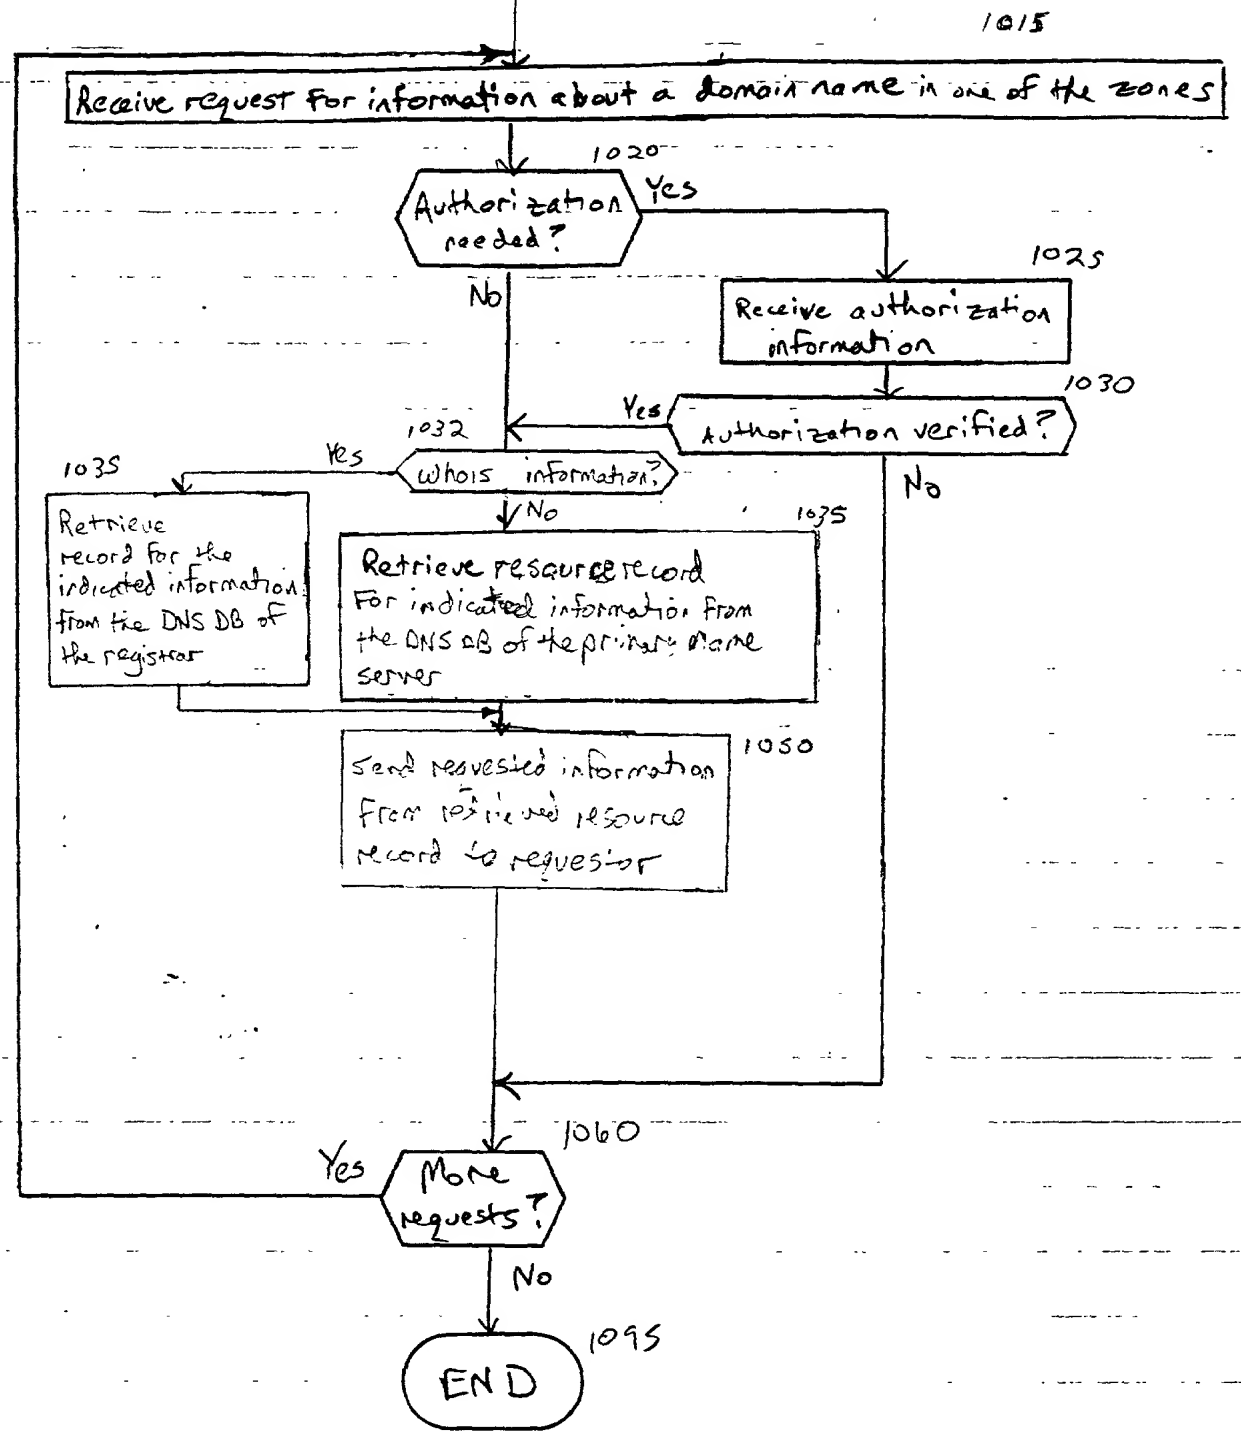 1015
Receive request for information about a domain name in one of the zones
1020
Authorization
needed?
Yes
No
1025
Receive authorization
information
1030
Authorization verified?
Yes
No
1032
Whois information?
Yes
No
1035
Retrieve
record for the
indicated information
from the DNS DB of
the registrar
1035
Retrieve resource record
For indicated information from
the DNS DB of the primary name
server
1050
Send requested information
from retrieved resource
record to requestor
1060
More
requests?
Yes
No
1095
END